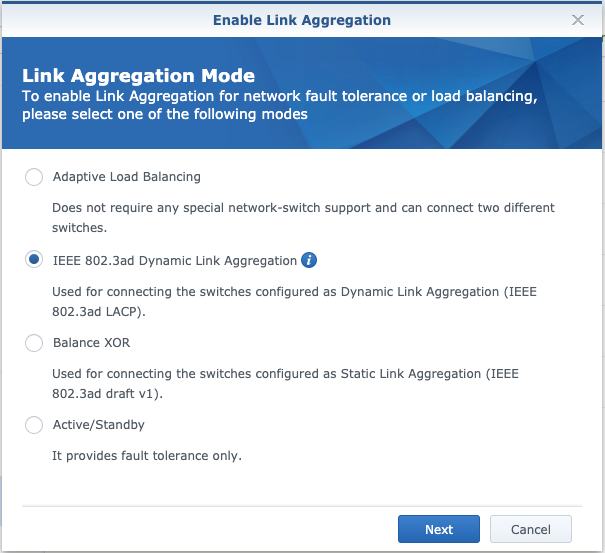 Enable Link Aggregation
Link Aggregation Mode
To enable Link Aggregation for network fault tolerance or load balancing,
please select one of the following modes
Adaptive Load Balancing
Does not require any special network-switch support and can connect two different
switches.
IEEE 802.3ad Dynamic Link Aggregation i
Used for connecting the switches configured as Dynamic Link Aggregation (IEEE
802.3ad LACP).
Balance XOR
Used for connecting the switches configured as Static Link Aggregation (IEEE
802.3ad draft v1).
Active/Standby
It provides fault tolerance only.
Next Cancel